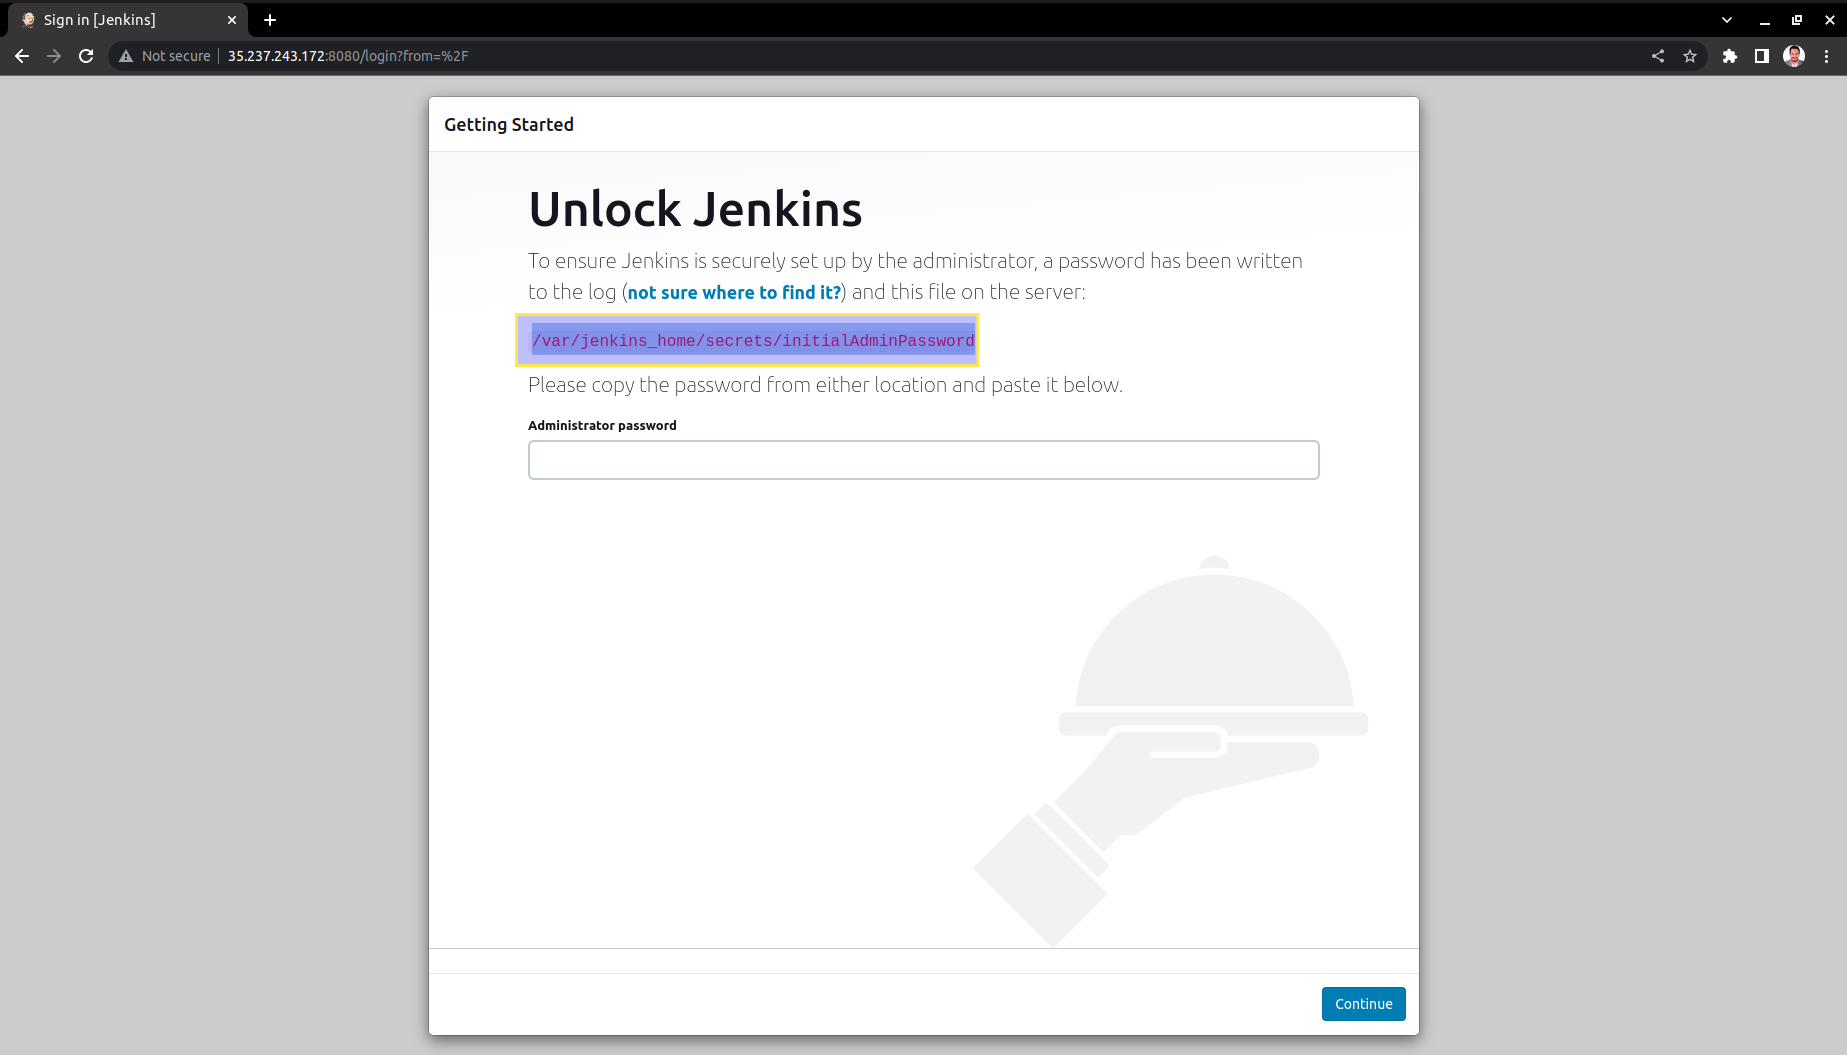 Sign in [Jenkins]
Not secure 35.237.243.172:8080/login?from=%2F
Getting Started
Unlock Jenkins
To ensure Jenkins is securely set up by the administrator, a password has been written
to the log (not sure where to find it?) and this file on the server:
/var/jenkins_home/secrets/initialAdminPassword
Please copy the password from either location and paste it below.
Administrator password
Continue